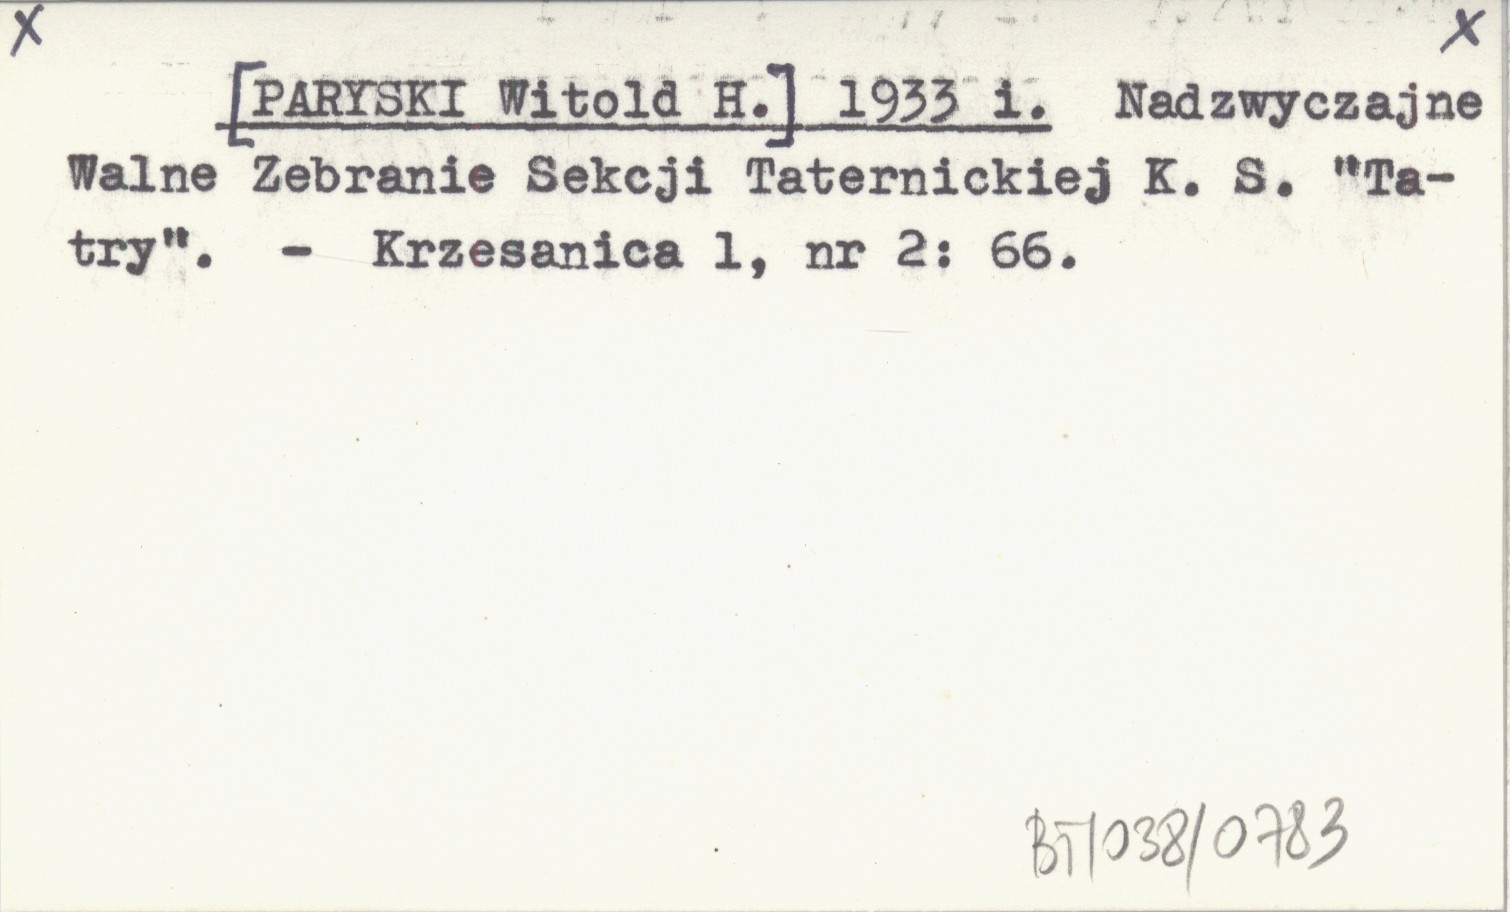 X X
[PARYSKI Witold H.] 1933 i. Nadzwyczajne
Walne Zebranie Sekcji Taternickiej K. S. "Ta-
try". - Krzesanica 1, nr 2: 66.
BT/038/0783